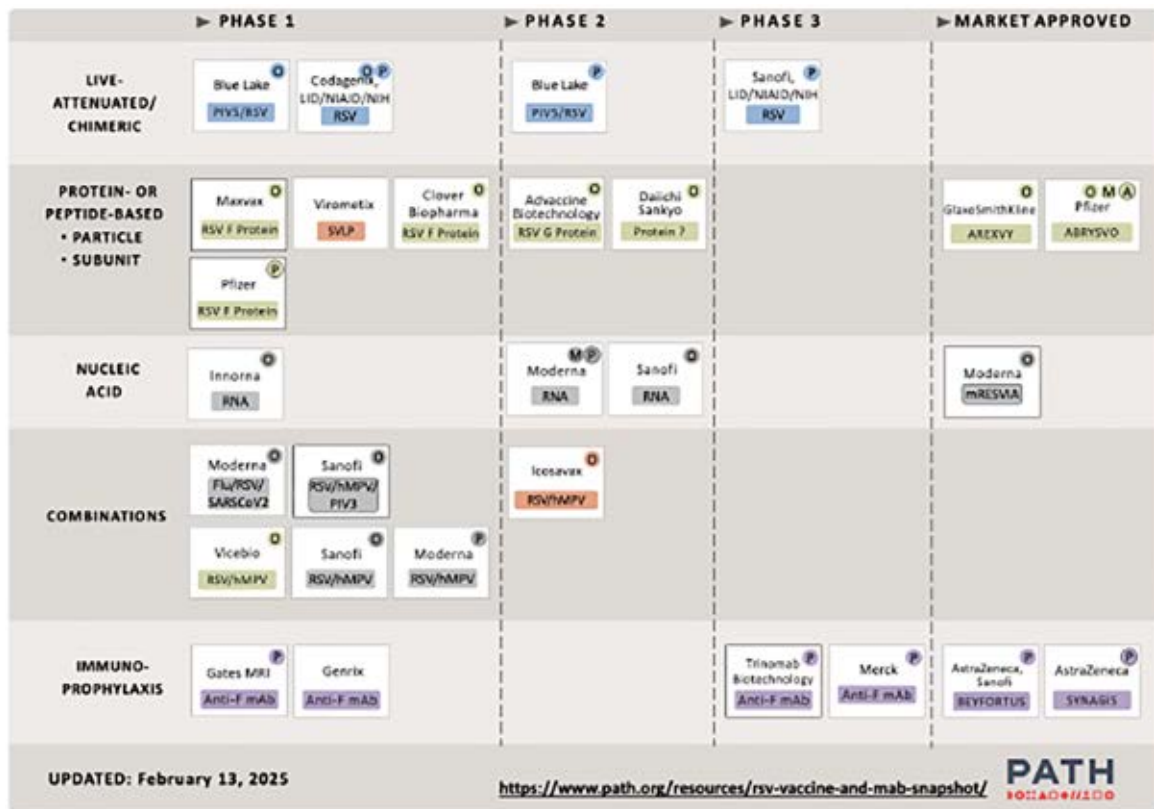 ► PHASE 1 ► PHASE 2 ► PHASE 3 ► MARKET APPROVED
LIVE-
ATTENUATED/
CHIMERIC
O
Blue Lake
PIV5/RSV
O P
Codagenix,
LID/NIAID/NIH
RSV
P
Blue Lake
PIV5/RSV
P
Sanofi,
LID/NIAID/NIH
RSV
PROTEIN- OR
PEPTIDE-BASED
• PARTICLE
• SUBUNIT
O
Maxvax
RSV F Protein
Virometix
SVLP
O
Clover
Biopharma
RSV F Protein
P
Pfizer
RSV F Protein
O
Advaccine
Biotechnology
RSV G Protein
O
Daiichi
Sankyo
Protein ?
O
GlaxoSmithKline
AREXVY
O M A
Pfizer
ABRYSVO
NUCLEIC
ACID
O
Innorna
RNA
M P
Moderna
RNA
O
Sanofi
RNA
O
Moderna
mRESVIA
COMBINATIONS
O
Moderna
Flu/RSV/
SARSCoV2
O
Sanofi
RSV/hMPV/
PIV3
O
Vicebio
RSV/hMPV
O
Sanofi
RSV/hMPV
P
Moderna
RSV/hMPV
O
Icosavax
RSV/hMPV
IMMUNO-
PROPHYLAXIS
P
Gates MRI
Anti-F mAb
Genrix
Anti-F mAb
P
Trinomab
Biotechnology
Anti-F mAb
P
Merck
Anti-F mAb
P
AstraZeneca,
Sanofi
BEYFORTUS
P
AstraZeneca
SYNAGIS
UPDATED: February 13, 2025
https://www.path.org/resources/rsv-vaccine-and-mab-snapshot/
PATH